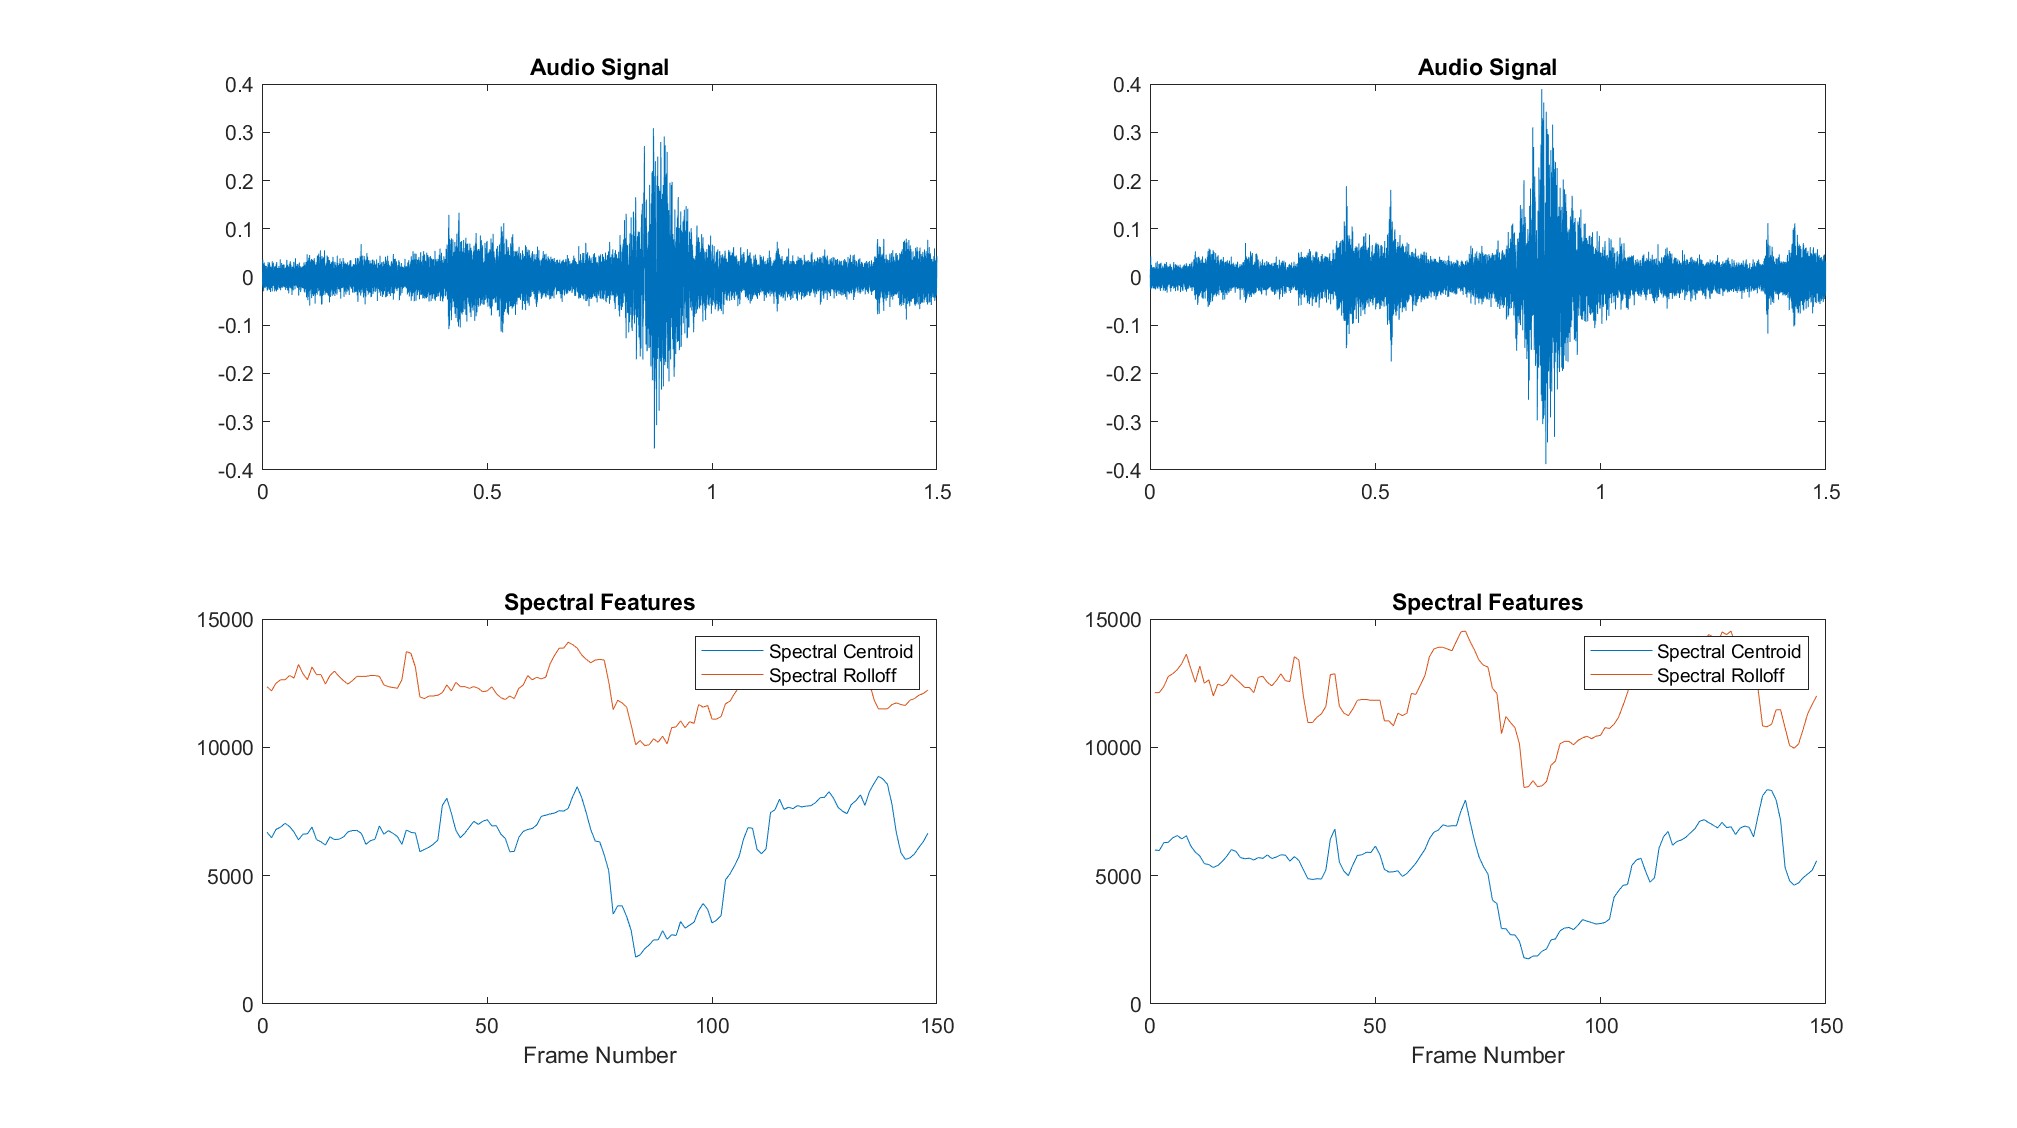 Audio Signal
0.4
0.3
0.2
0.1
0
-0.1
-0.2
-0.3
-0.4
0 0.5 1 1.5
Audio Signal
0.4
0.3
0.2
0.1
0
-0.1
-0.2
-0.3
-0.4
0 0.5 1 1.5
Spectral Features
15000
10000
5000
0
Spectral Centroid
Spectral Rolloff
0 50 100 150
Frame Number
Spectral Features
15000
10000
5000
0
Spectral Centroid
Spectral Rolloff
0 50 100 150
Frame Number